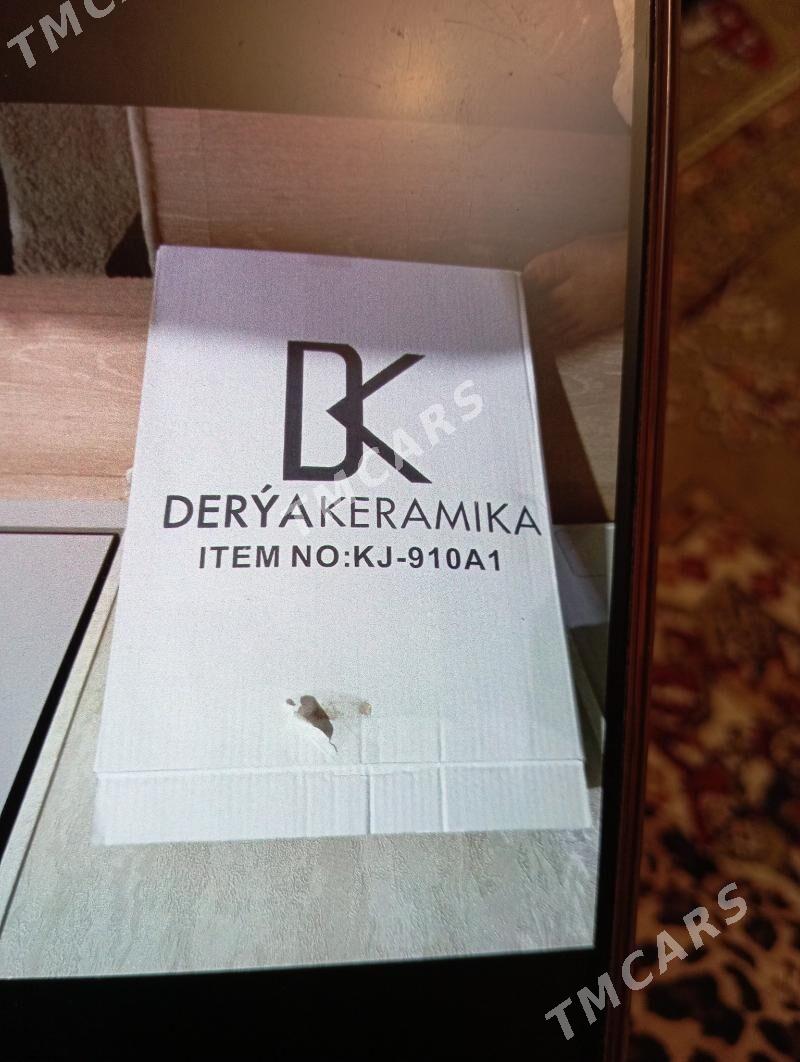 TMCARS
DK
DERÝAKERAMIKA
TMCARS
ITEM NO:KJ-910A1
TMCARS